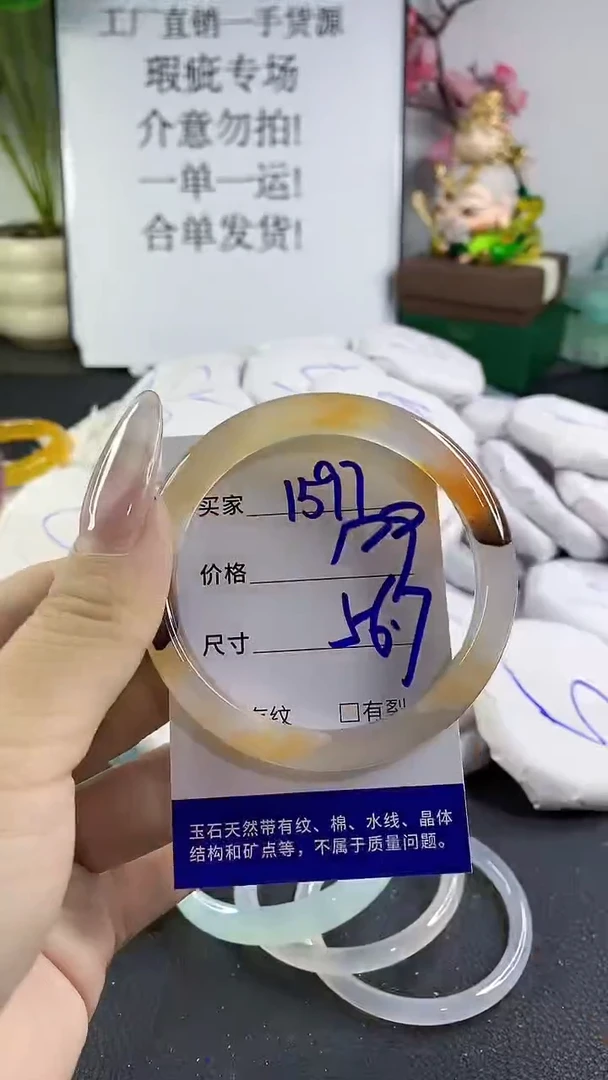 工厂直销一手货源
瑕疵专场
介意勿拍!
一单一运!
合单发货!
买家 1597
价格
尺寸 56.7
有纹 □有裂
玉石天然带有纹、棉、水线、晶体
结构和矿点等，不属于质量问题。